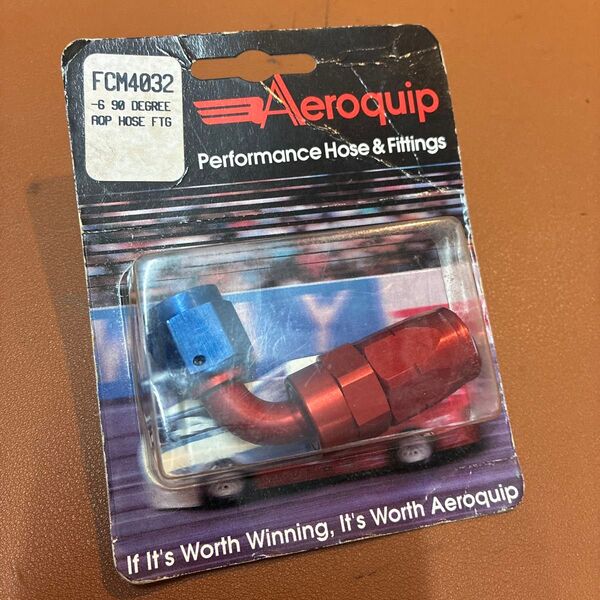 FCM4032
-6 90 DEGREE
AQP HOSE FTG
Aeroquip
Performance Hose & Fittings
If It's Worth Winning, It's Worth Aeroquip